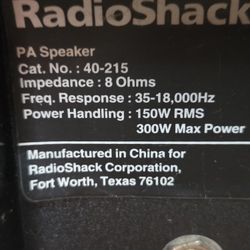 RadioShack
PA Speaker
Cat. No. : 40-215
Impedance : 8 Ohms
Freq. Response : 35-18,000Hz
Power Handling : 150W RMS
300W Max Power
Manufactured in China for
RadioShack Corporation,
Fort Worth, Texas 76102